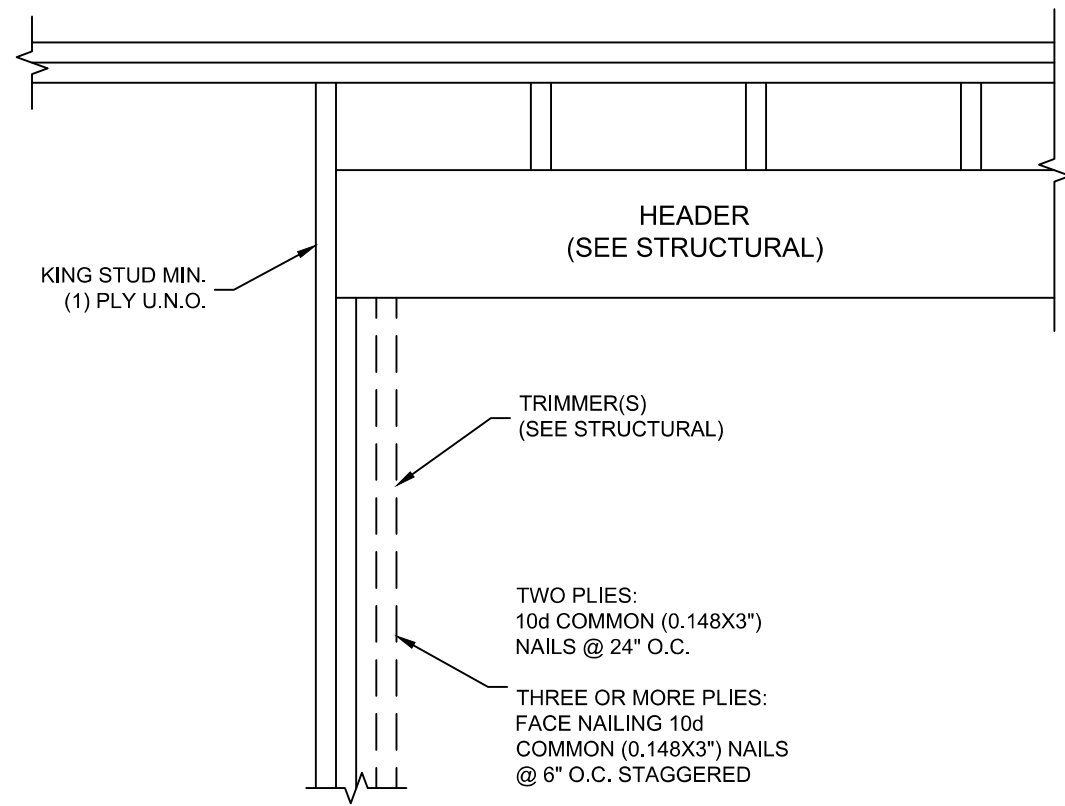 HEADER
(SEE STRUCTURAL)
KING STUD MIN.
(1) PLY U.N.O.
TRIMMER(S)
(SEE STRUCTURAL)
TWO PLIES:
10d COMMON (0.148X3")
NAILS @ 24" O.C.
THREE OR MORE PLIES:
FACE NAILING 10d
COMMON (0.148X3") NAILS
@ 6" O.C. STAGGERED